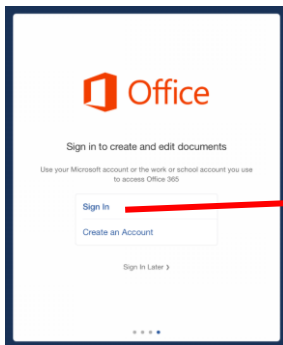 Office
Sign in to create and edit documents
Use your Microsoft account or the work or school account you use
to access Office 365
Sign In
Create an Account
Sign In Later >